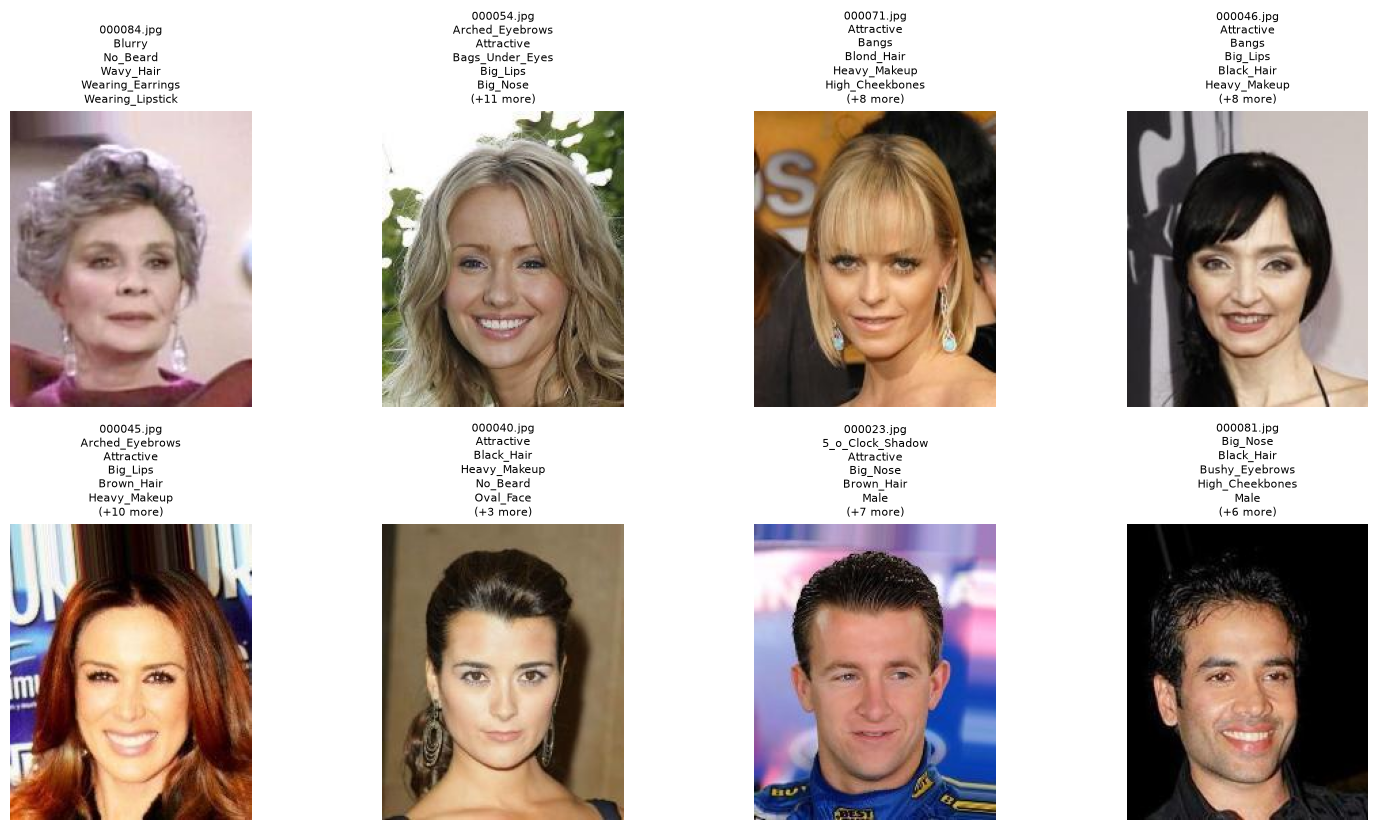 000084.jpg
Blurry
No_Beard
Wavy_Hair
Wearing_Earrings
Wearing_Lipstick
000054.jpg
Arched_Eyebrows
Attractive
Bags_Under_Eyes
Big_Lips
Big_Nose
(+11 more)
000071.jpg
Attractive
Bangs
Blond_Hair
Heavy_Makeup
High_Cheekbones
(+8 more)
000046.jpg
Attractive
Bangs
Big_Lips
Black_Hair
Heavy_Makeup
(+8 more)
000045.jpg
Arched_Eyebrows
Attractive
Big_Lips
Brown_Hair
Heavy_Makeup
(+10 more)
000040.jpg
Attractive
Black_Hair
Heavy_Makeup
No_Beard
Oval_Face
(+3 more)
000023.jpg
5_o_Clock_Shadow
Attractive
Big_Nose
Brown_Hair
Male
(+7 more)
BEST
000081.jpg
Big_Nose
Black_Hair
Bushy_Eyebrows
High_Cheekbones
Male
(+6 more)